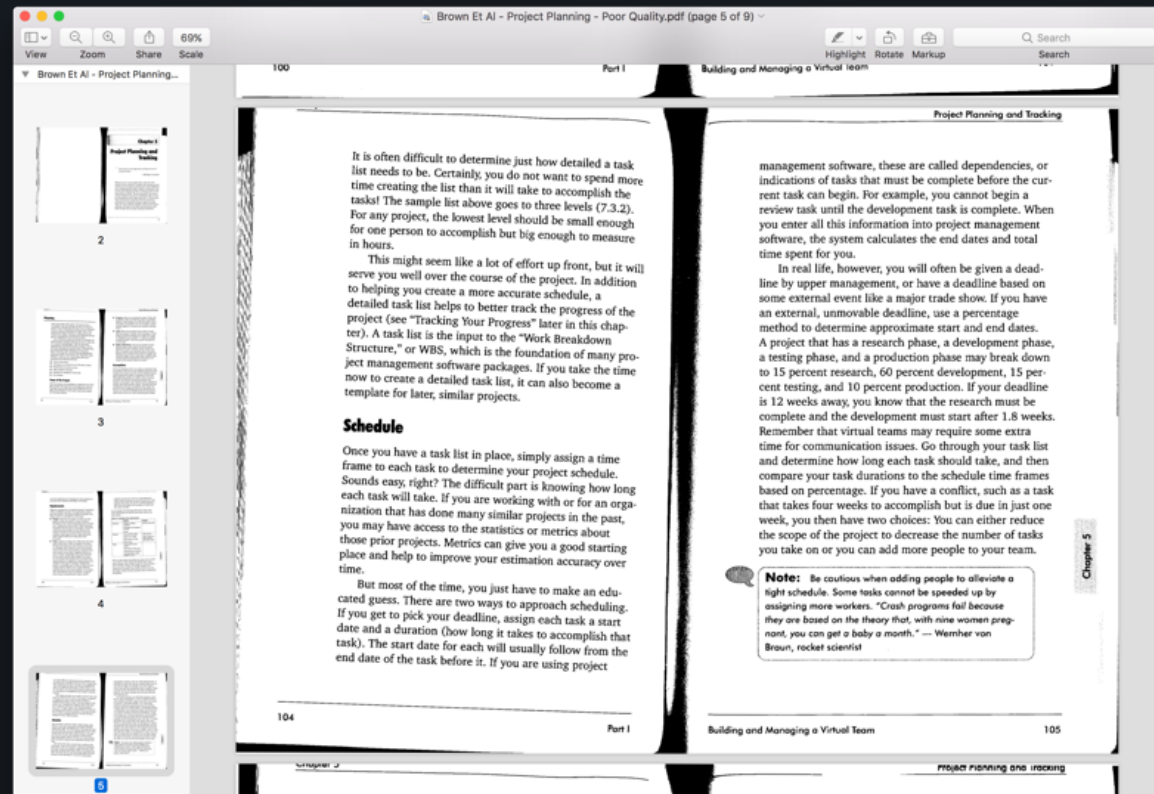 Brown Et Al - Project Planning - Poor Quality.pdf (page 5 of 9)
69%
Search
View
Zoom
Share
Scale
Highlight
Rotate
Markup
Search
Brown Et Al - Project Planning...
Chapter 5
Project Planning and
Tracking
2
3
4
5
100
Part I
Building and Managing a Virtual Team
It is often difficult to determine just how detailed a task
list needs to be. Certainly, you do not want to spend more
time creating the list than it will take to accomplish the
tasks! The sample list above goes to three levels (7.3.2).
For any project, the lowest level should be small enough
for one person to accomplish but big enough to measure
in hours.
This might seem like a lot of effort up front, but it will
serve you well over the course of the project. In addition
to helping you create a more accurate schedule, a
detailed task list helps to better track the progress of the
project (see "Tracking Your Progress" later in this chap-
ter). A task list is the input to the "Work Breakdown
Structure," or WBS, which is the foundation of many pro-
ject management software packages. If you take the time
now to create a detailed task list, it can also become a
template for later, similar projects.
Schedule
Once you have a task list in place, simply assign a time
frame to each task to determine your project schedule.
Sounds easy, right? The difficult part is knowing how long
each task will take. If you are working with or for an orga-
nization that has done many similar projects in the past,
you may have access to the statistics or metrics about
those prior projects. Metrics can give you a good starting
place and help to improve your estimation accuracy over
time.
But most of the time, you just have to make an edu-
cated guess. There are two ways to approach scheduling.
If you get to pick your deadline, assign each task a start
date and a duration (how long it takes to accomplish that
task). The start date for each will usually follow from the
end date of the task before it. If you are using project
104
Part I
Project Planning and Tracking
management software, these are called dependencies, or
indications of tasks that must be complete before the cur-
rent task can begin. For example, you cannot begin a
review task until the development task is complete. When
you enter all this information into project management
software, the system calculates the end dates and total
time spent for you.
In real life, however, you will often be given a dead-
line by upper management, or have a deadline based on
some external event like a major trade show. If you have
an external, unmovable deadline, use a percentage
method to determine approximate start and end dates.
A project that has a research phase, a development phase,
a testing phase, and a production phase may break down
to 15 percent research, 60 percent development, 15 per-
cent testing, and 10 percent production. If your deadline
is 12 weeks away, you know that the research must be
complete and the development must start after 1.8 weeks.
Remember that virtual teams may require some extra
time for communication issues. Go through your task list
and determine how long each task should take, and then
compare your task durations to the schedule time frames
based on percentage. If you have a conflict, such as a task
that takes four weeks to accomplish but is due in just one
week, you then have two choices: You can either reduce
the scope of the project to decrease the number of tasks
you take on or you can add more people to your team.
Note: Be cautious when adding people to alleviate a
tight schedule. Some tasks cannot be speeded up by
assigning more workers. "Crash programs fail because
they are based on the theory that, with nine women preg-
nant, you can get a baby a month." — Wernher von
Braun, rocket scientist
Chapter 5
Building and Managing a Virtual Team
105
Chapter 5
Project Planning and Tracking